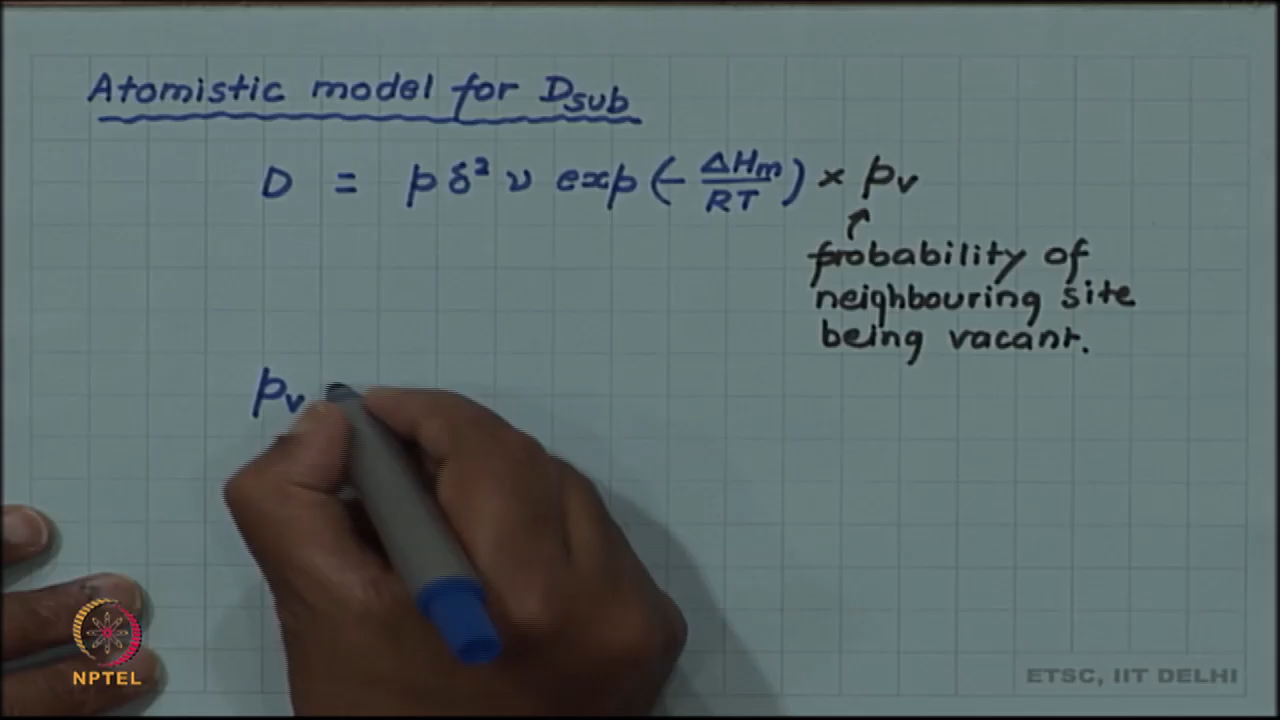 Atomistic model for Dsub
D = p δ² ν exp (- ΔHm / RT) × pv
probability of
neighbouring site
being vacant.
pv
NPTEL
ETSC, IIT DELHI